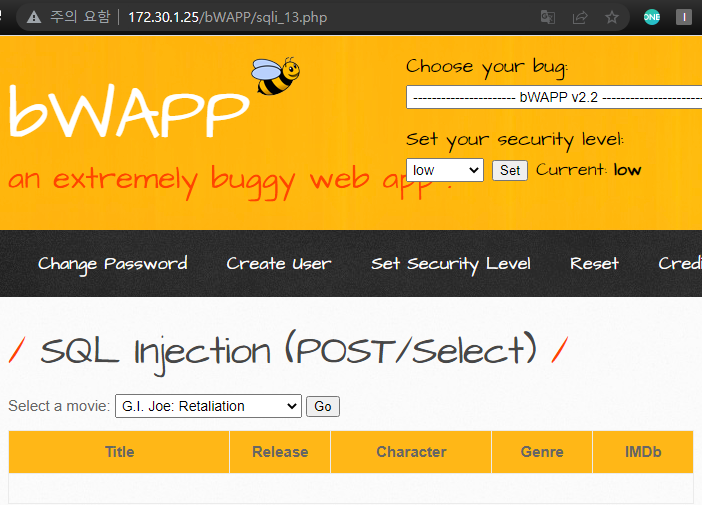 주의 요함 172.30.1.25/bWAPP/sqli_13.php ONE I
bWAPP
an extremely buggy web app !
Choose your bug:
---------------------- bWAPP v2.2 ----------------------
Set your security level:
low Set Current: low
Change Password Create User Set Security Level Reset Credi
/ SQL Injection (POST/Select) /
Select a movie: G.I. Joe: Retaliation Go
Title Release Character Genre IMDb